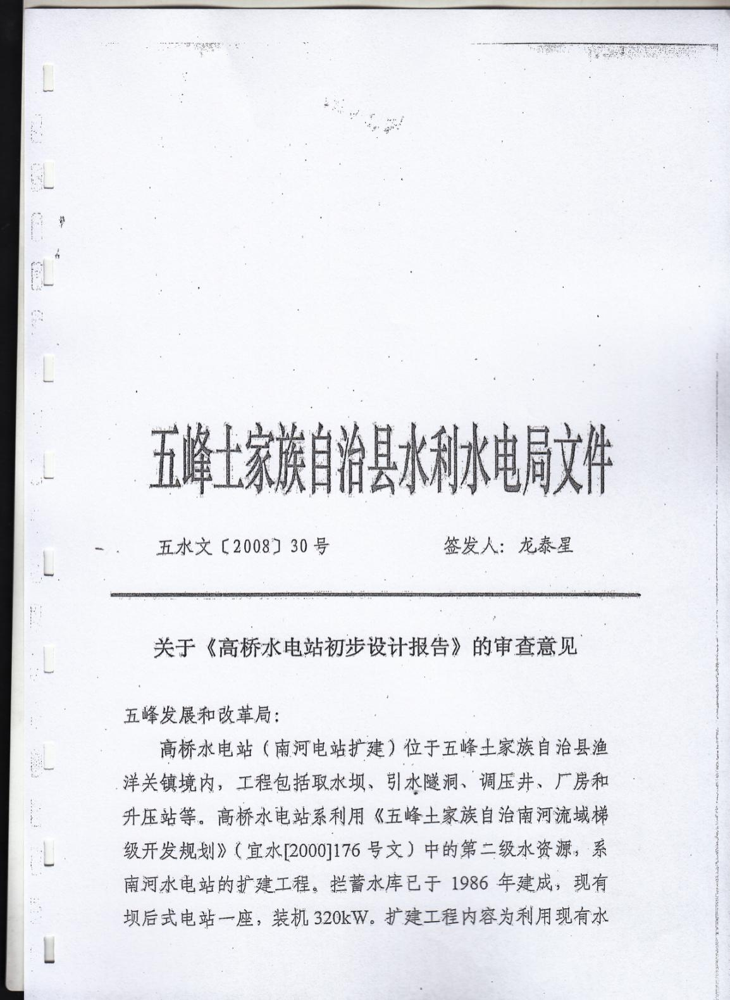 五峰土家族自治县水利水电局文件
五水文〔2008〕30号 签发人：龙泰星
关于《高桥水电站初步设计报告》的审查意见
五峰发展和改革局：
高桥水电站（南河电站扩建）位于五峰土家族自治县渔
洋关镇境内，工程包括取水坝、引水隧洞、调压井、厂房和
升压站等。高桥水电站系利用《五峰土家族自治南河流域梯
级开发规划》（宜水[2000]176号文）中的第二级水资源，系
南河水电站的扩建工程。拦蓄水库已于 1986 年建成，现有
坝后式电站一座，装机320kW。扩建工程内容为利用现有水